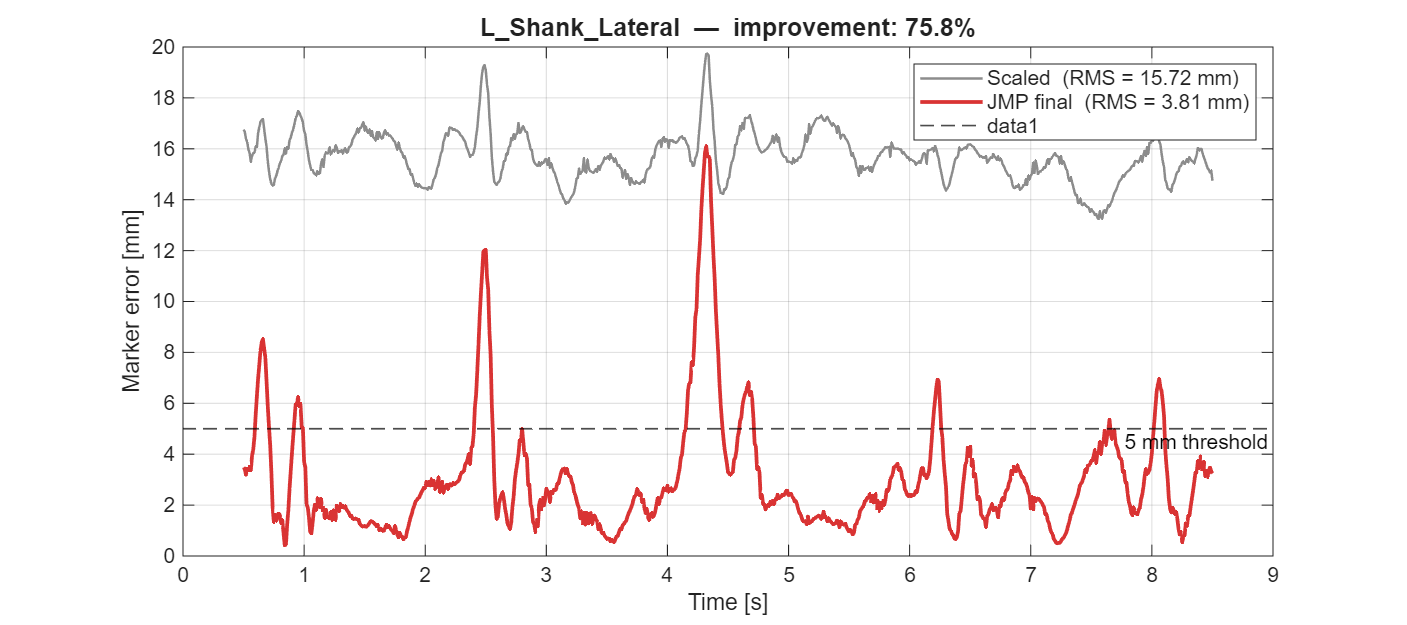 L_Shank_Lateral — improvement: 75.8%
Scaled (RMS = 15.72 mm)
JMP final (RMS = 3.81 mm)
data1
5 mm threshold
Marker error [mm]
20
18
16
14
12
10
8
6
4
2
0
0 1 2 3 4 5 6 7 8 9
Time [s]